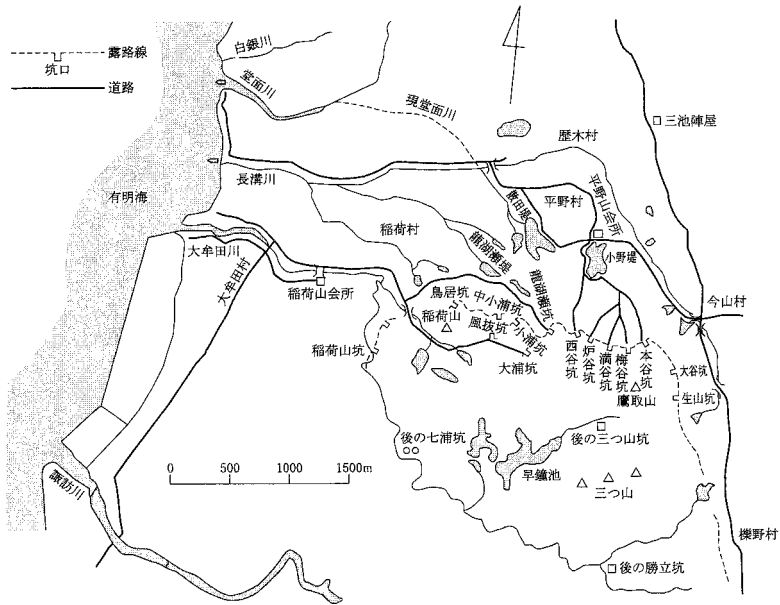 露路線
坑口
道路
白銀川
堂面川
現堂面川
三池陣屋
歴木村
有明海
長溝川
平野村
平野山会所
散田堤
稲荷村
龍湖瀬堤
小野堤
大牟田川
大牟田村
稲荷山会所
龍湖瀬坑
今山村
鳥居坑
中小浦坑
稲荷山
風抜坑
小浦坑
稲荷山坑
大浦坑
西谷坑
炉谷坑
満谷坑
梅谷坑
本谷坑
大谷坑
生山坑
鷹取山
後の三つ山坑
後の七浦坑
早鐘池
0 500 1000 1500m
三つ山
諏訪川
櫟野村
後の勝立坑